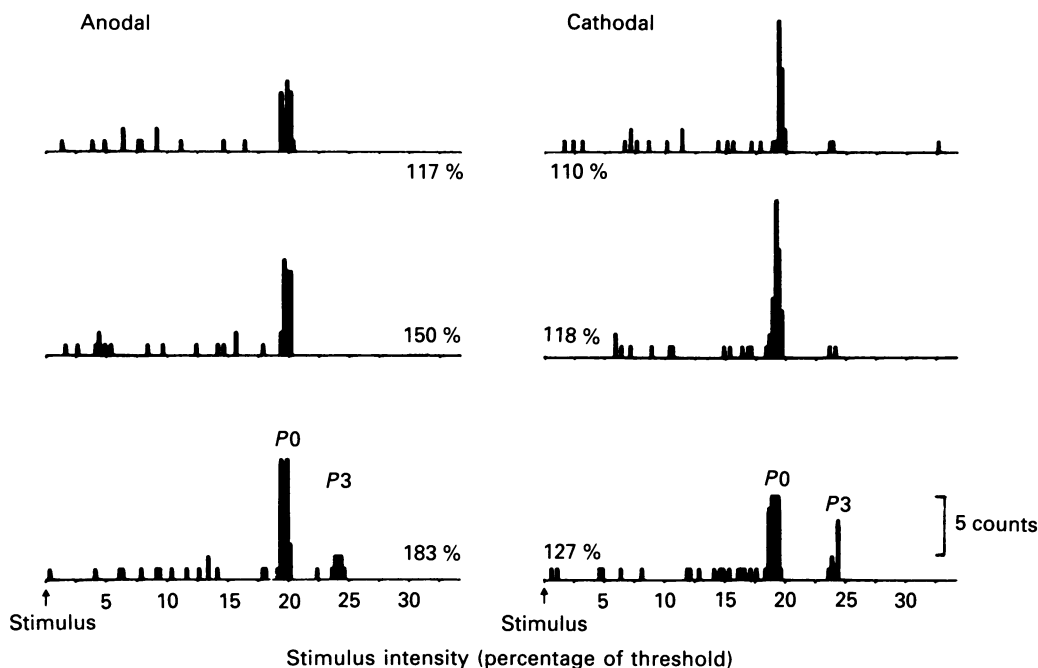 Anodal
Cathodal
117 %
110 %
150 %
118 %
P0
P3
183 %
P0
P3
127 %
5 counts
5 10 15 20 25 30
5 10 15 20 25 30
Stimulus
Stimulus
Stimulus intensity (percentage of threshold)